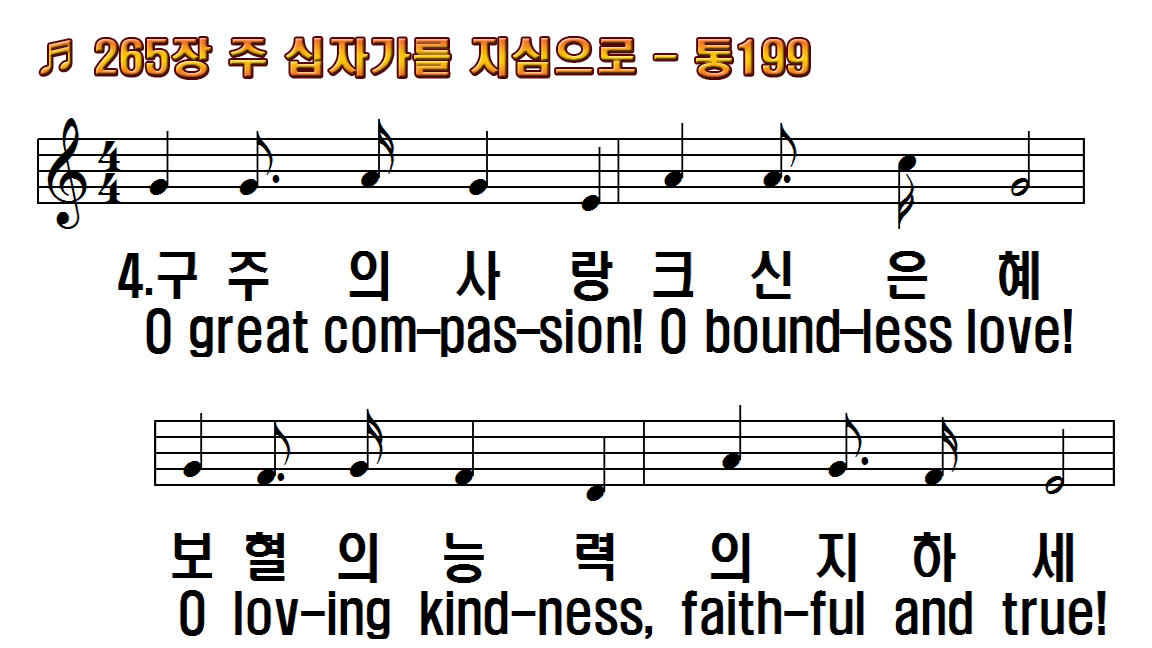 ♬ 265장 주 십자가를 지심으로 - 통199
4.구 주 의 사 랑 크 신 은 혜
O great com-pas-sion! O bound-less love!
보 혈 의 능 력 의 지 하 세
O lov-ing kind-ness, faith-ful and true!